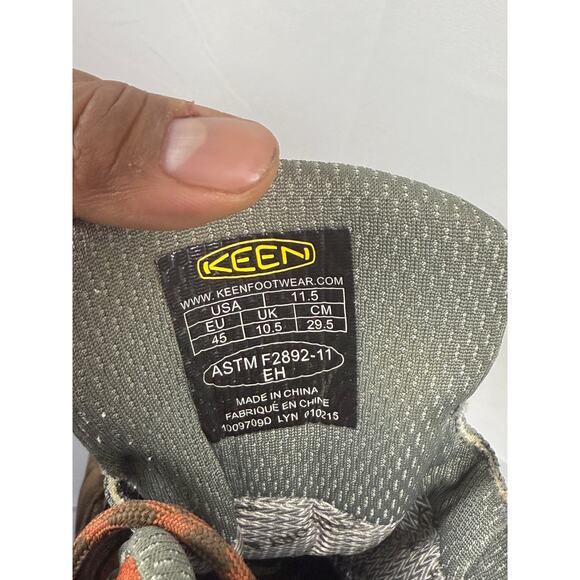 KEEN
WWW.KEENFOOTWEAR.COM
USA 11.5
EU UK CM
45 10.5 29.5
ASTM F2892-11
EH
MADE IN CHINA
FABRIQUÉ EN CHINE
1009709D LYN 010215